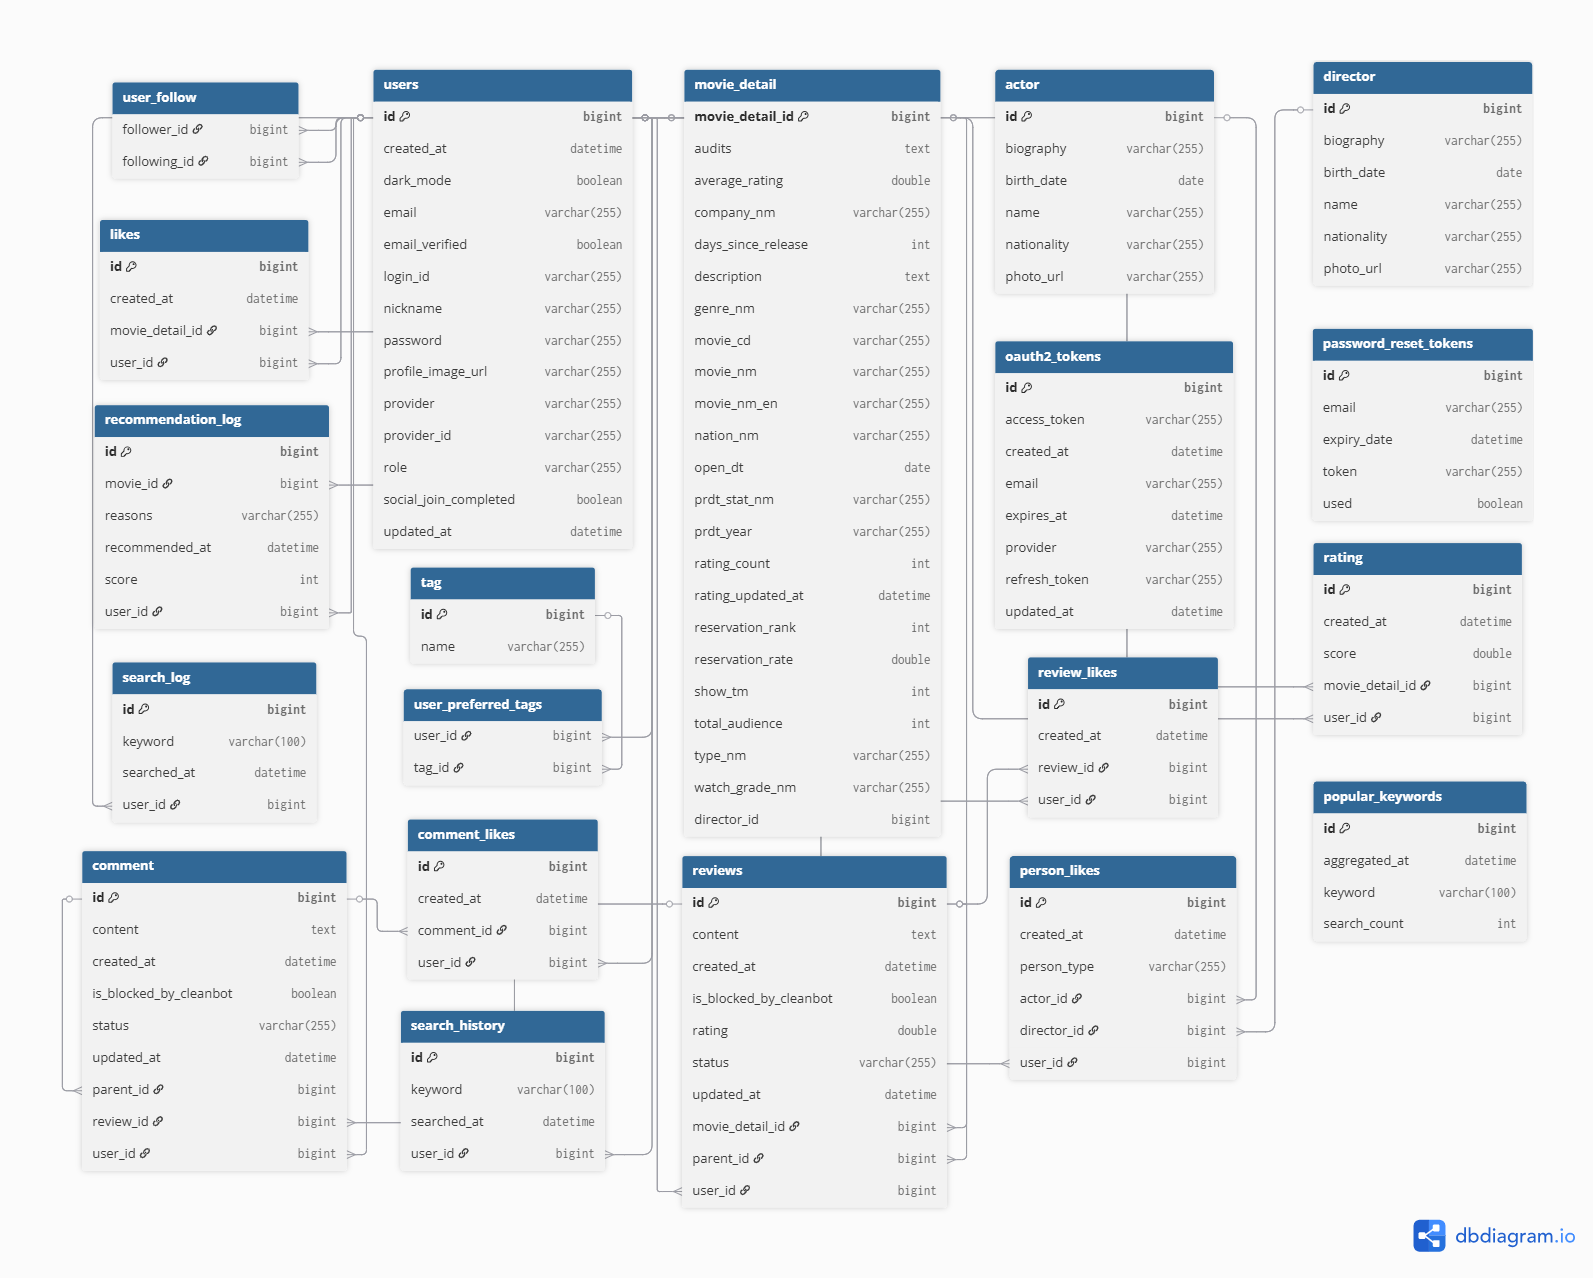 user_follow
follower_id bigint
following_id bigint
likes
id bigint
created_at datetime
movie_detail_id bigint
user_id bigint
recommendation_log
id bigint
movie_id bigint
reasons varchar(255)
recommended_at datetime
score int
user_id bigint
search_log
id bigint
keyword varchar(100)
searched_at datetime
user_id bigint
comment
id bigint
content text
created_at datetime
is_blocked_by_cleanbot boolean
status varchar(255)
updated_at datetime
parent_id bigint
review_id bigint
user_id bigint
users
id bigint
created_at datetime
dark_mode boolean
email varchar(255)
email_verified boolean
login_id varchar(255)
nickname varchar(255)
password varchar(255)
profile_image_url varchar(255)
provider varchar(255)
provider_id varchar(255)
role varchar(255)
social_join_completed boolean
updated_at datetime
tag
id bigint
name varchar(255)
user_preferred_tags
user_id bigint
tag_id bigint
comment_likes
id bigint
created_at datetime
comment_id bigint
user_id bigint
search_history
id bigint
keyword varchar(100)
searched_at datetime
user_id bigint
movie_detail
movie_detail_id bigint
audits text
average_rating double
company_nm varchar(255)
days_since_release int
description text
genre_nm varchar(255)
movie_cd varchar(255)
movie_nm varchar(255)
movie_nm_en varchar(255)
nation_nm varchar(255)
open_dt date
prdt_stat_nm varchar(255)
prdt_year varchar(255)
rating_count int
rating_updated_at datetime
reservation_rank int
reservation_rate double
show_tm int
total_audience int
type_nm varchar(255)
watch_grade_nm varchar(255)
director_id bigint
reviews
id bigint
content text
created_at datetime
is_blocked_by_cleanbot boolean
rating double
status varchar(255)
updated_at datetime
movie_detail_id bigint
parent_id bigint
user_id bigint
actor
id bigint
biography varchar(255)
birth_date date
name varchar(255)
nationality varchar(255)
photo_url varchar(255)
oauth2_tokens
id bigint
access_token varchar(255)
created_at datetime
email varchar(255)
expires_at datetime
provider varchar(255)
refresh_token varchar(255)
updated_at datetime
review_likes
id bigint
created_at datetime
review_id bigint
user_id bigint
person_likes
id bigint
created_at datetime
person_type varchar(255)
actor_id bigint
director_id bigint
user_id bigint
director
id bigint
biography varchar(255)
birth_date date
name varchar(255)
nationality varchar(255)
photo_url varchar(255)
password_reset_tokens
id bigint
email varchar(255)
expiry_date datetime
token varchar(255)
used boolean
rating
id bigint
created_at datetime
score double
movie_detail_id bigint
user_id bigint
popular_keywords
id bigint
aggregated_at datetime
keyword varchar(100)
search_count int
dbdiagram.io